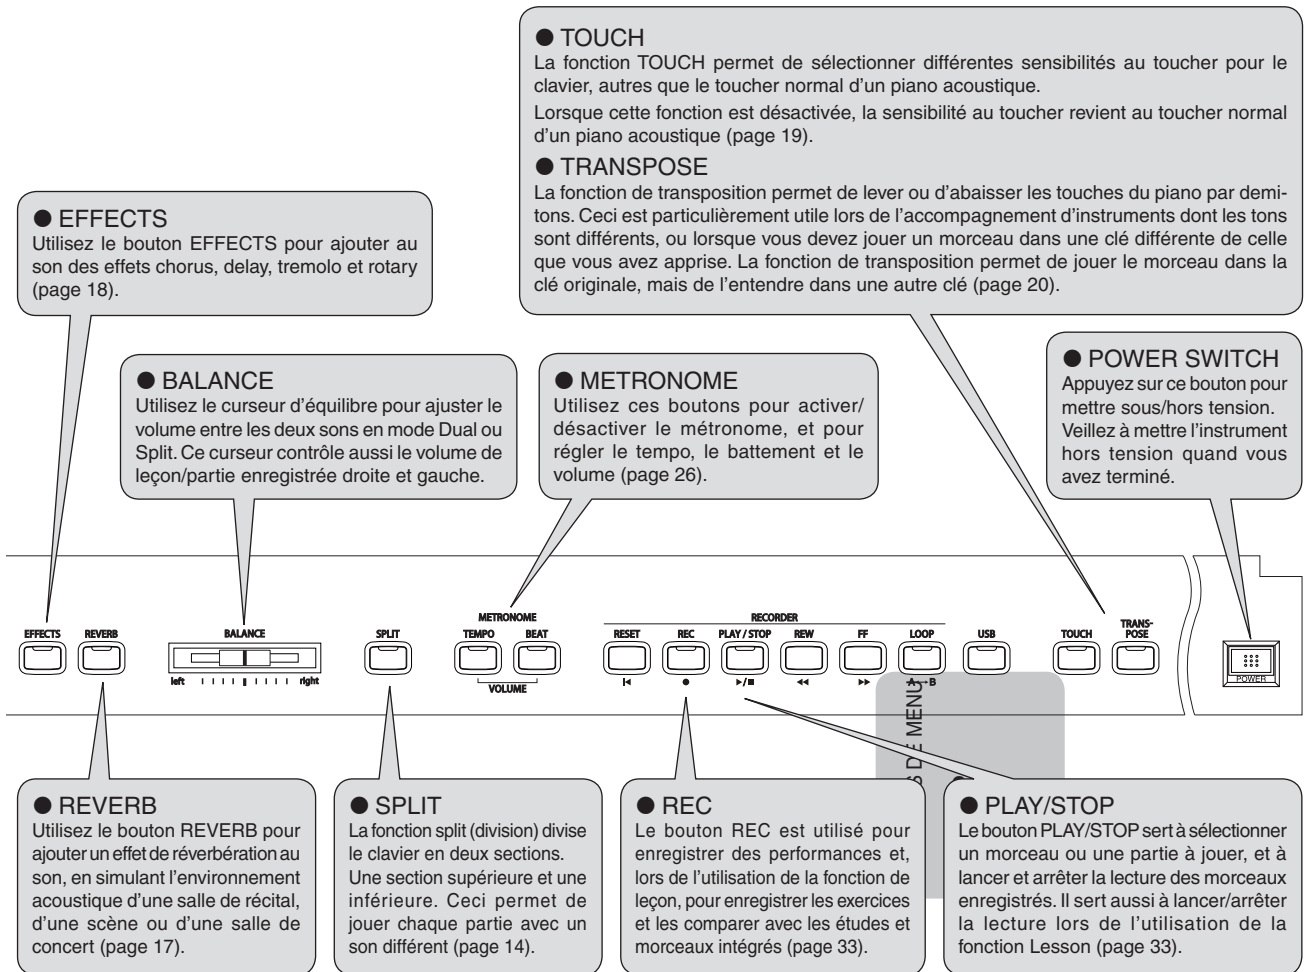 ● TOUCH
La fonction TOUCH permet de sélectionner différentes sensibilités au toucher pour le
clavier, autres que le toucher normal d'un piano acoustique.
Lorsque cette fonction est désactivée, la sensibilité au toucher revient au toucher normal
d'un piano acoustique (page 19).
● TRANSPOSE
La fonction de transposition permet de lever ou d'abaisser les touches du piano par demi-
tons. Ceci est particulièrement utile lors de l'accompagnement d'instruments dont les tons
sont différents, ou lorsque vous devez jouer un morceau dans une clé différente de celle
que vous avez apprise. La fonction de transposition permet de jouer le morceau dans la
clé originale, mais de l'entendre dans une autre clé (page 20).
● EFFECTS
Utilisez le bouton EFFECTS pour ajouter au
son des effets chorus, delay, tremolo et rotary
(page 18).
● BALANCE
Utilisez le curseur d'équilibre pour ajuster le
volume entre les deux sons en mode Dual ou
Split. Ce curseur contrôle aussi le volume de
leçon/partie enregistrée droite et gauche.
● METRONOME
Utilisez ces boutons pour activer/
désactiver le métronome, et pour
régler le tempo, le battement et le
volume (page 26).
● POWER SWITCH
Appuyez sur ce bouton pour
mettre sous/hors tension.
Veillez à mettre l'instrument
hors tension quand vous
avez terminé.
METRONOME
RECORDER
EFFECTS REVERB BALANCE SPLIT TEMPO BEAT RESET REC PLAY / STOP REW FF LOOP USB TOUCH TRANS-
POSE
left right
VOLUME
A B
POWER
S DE MENU
● REVERB
Utilisez le bouton REVERB pour
ajouter un effet de réverbération au
son, en simulant l'environnement
acoustique d'une salle de récital,
d'une scène ou d'une salle de
concert (page 17).
● SPLIT
La fonction split (division) divise
le clavier en deux sections.
Une section supérieure et une
inférieure. Ceci permet de
jouer chaque partie avec un
son différent (page 14).
● REC
Le bouton REC est utilisé pour
enregistrer des performances et,
lors de l'utilisation de la fonction de
leçon, pour enregistrer les exercices
et les comparer avec les études et
morceaux intégrés (page 33).
● PLAY/STOP
Le bouton PLAY/STOP sert à sélectionner
un morceau ou une partie à jouer, et à
lancer et arrêter la lecture des morceaux
enregistrés. Il sert aussi à lancer/arrêter
la lecture lors de l'utilisation de la
fonction Lesson (page 33).